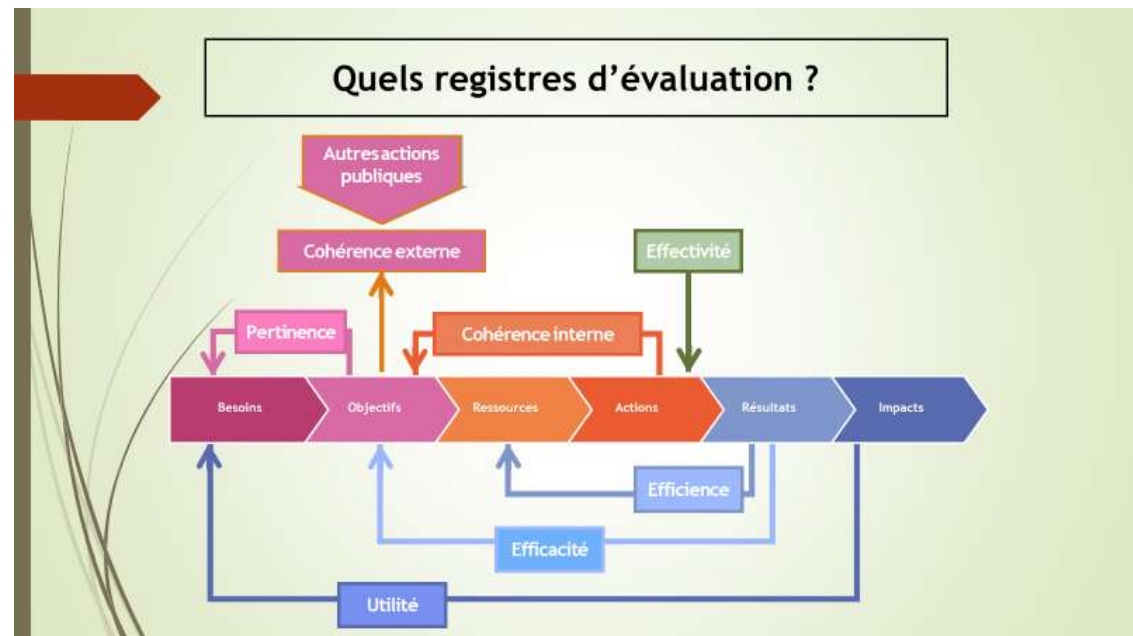 Quels registres d'évaluation ?
Autres actions
publiques
Cohérence externe
Effectivité
Pertinence
Cohérence interne
Besoins
Objectifs
Ressources
Actions
Résultats
Impacts
Efficience
Efficacité
Utilité